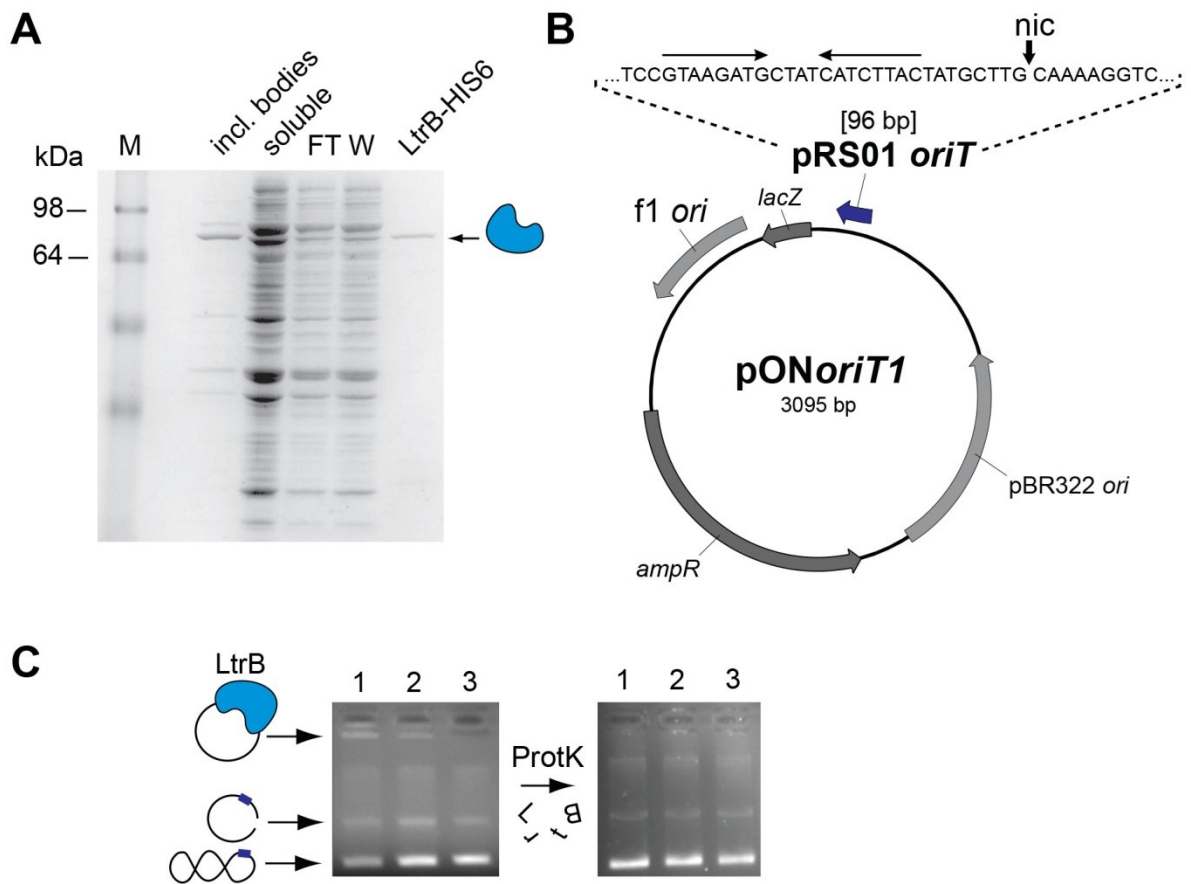 A
kDa
M
incl. bodies
soluble
FT
W
LtrB-HIS6
98
64
B
nic
...TCCGTAAGATGCTATCATCTTACTATGCTTG CAAAAGGTC...
[96 bp]
pRS01 oriT
f1 ori
lacZ
pONoriT1
3095 bp
pBR322 ori
ampR
C
LtrB
1 2 3
ProtK
L t r B
1 2 3